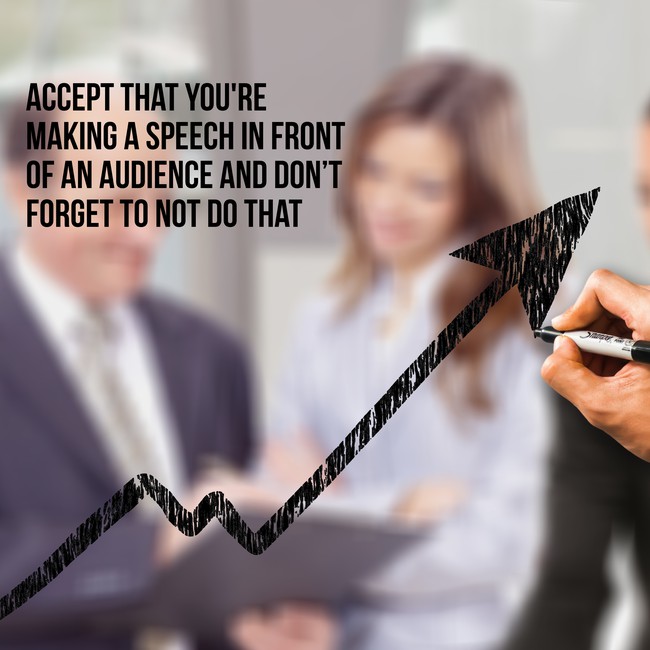 ACCEPT THAT YOU'RE
MAKING A SPEECH IN FRONT
OF AN AUDIENCE AND DON’T
FORGET TO NOT DO THAT